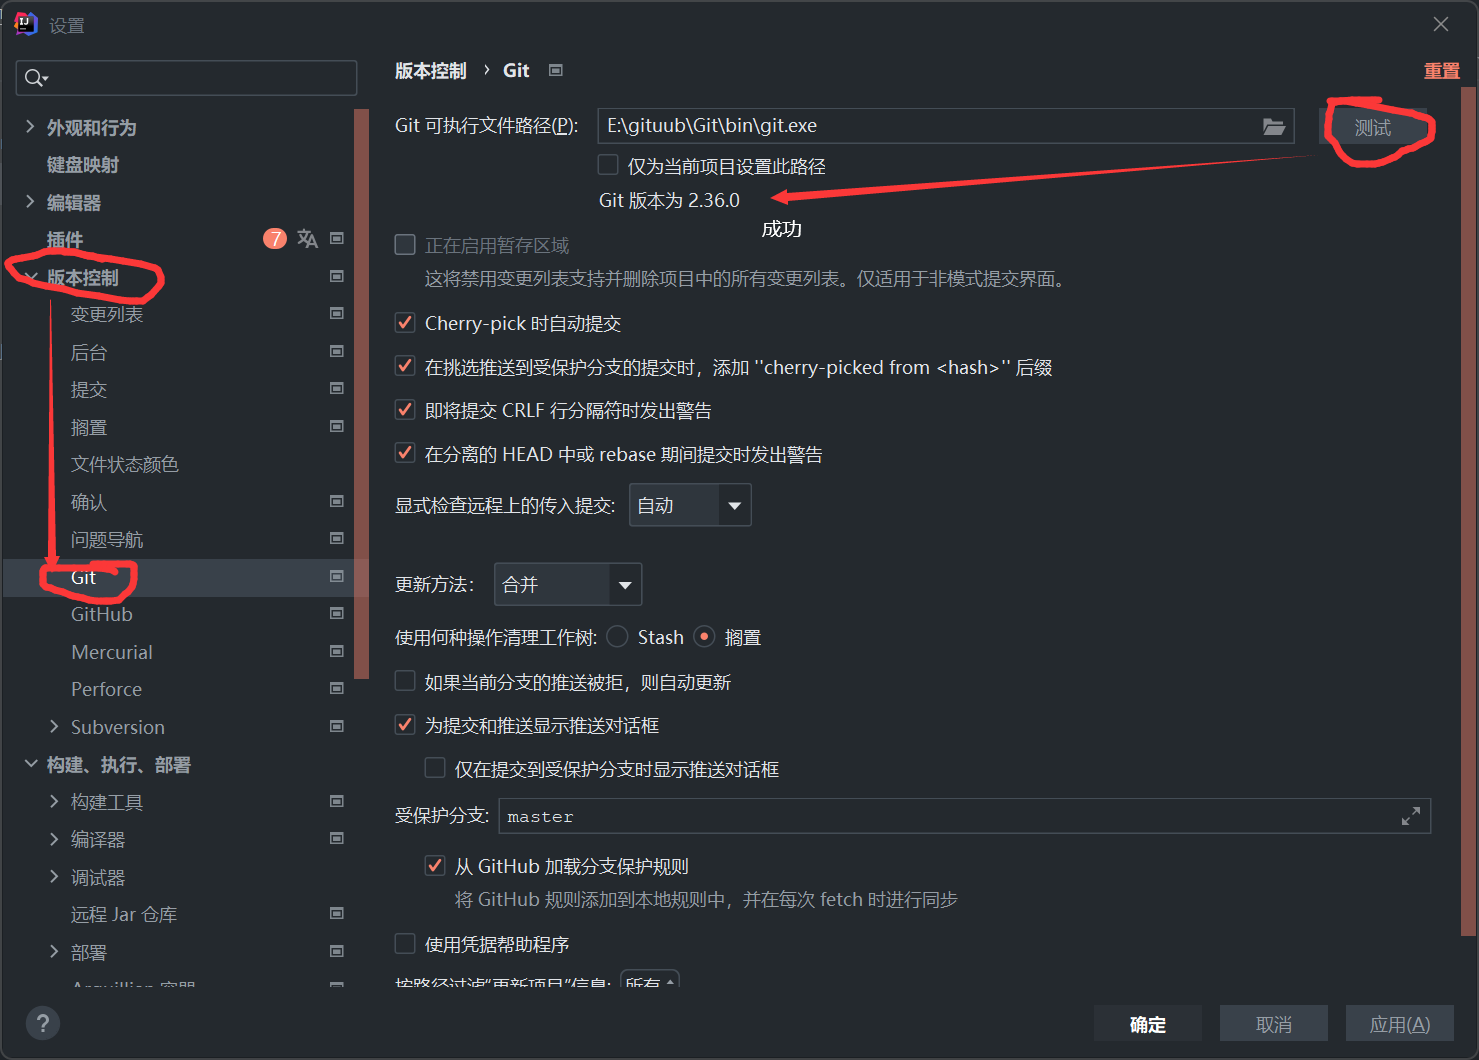 设置
版本控制 › Git
重置
外观和行为
键盘映射
编辑器
插件 7
版本控制
变更列表
后台
提交
搁置
文件状态颜色
确认
问题导航
Git
GitHub
Mercurial
Perforce
Subversion
构建、执行、部署
构建工具
编译器
调试器
远程 Jar 仓库
部署
Git 可执行文件路径(P): E:\gituub\Git\bin\git.exe 测试
仅为当前项目设置此路径
Git 版本为 2.36.0
成功
正在启用暂存区域
这将禁用变更列表支持并删除项目中的所有变更列表。仅适用于非模式提交界面。
Cherry-pick 时自动提交
在挑选推送到受保护分支的提交时，添加 ''cherry-picked from <hash>'' 后缀
即将提交 CRLF 行分隔符时发出警告
在分离的 HEAD 中或 rebase 期间提交时发出警告
显式检查远程上的传入提交: 自动
更新方法： 合并
使用何种操作清理工作树: Stash 搁置
如果当前分支的推送被拒，则自动更新
为提交和推送显示推送对话框
仅在提交到受保护分支时显示推送对话框
受保护分支: master
从 GitHub 加载分支保护规则
将 GitHub 规则添加到本地规则中，并在每次 fetch 时进行同步
使用凭据帮助程序
按路径过滤“更新项目”信息: 所有
?
确定 取消 应用(A)